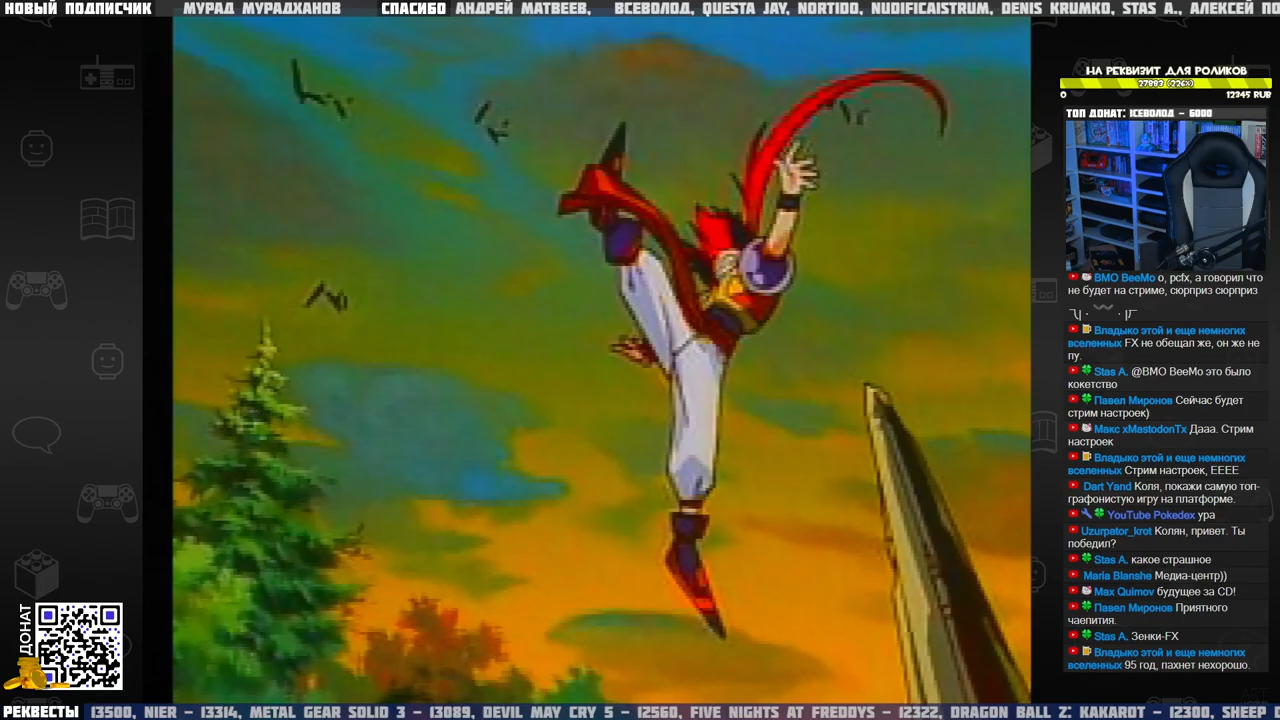 НОВЫЙ ПОДПИСЧИК МУРАД МУРАДХАНОВ СПАСИБО АНДРЕЙ МАТВЕЕВ, ВСЕВОЛОД, QUESTA JAY, NORTIDO, NUDIFICAISTRUM, DENIS KRUMKO, STAS A., АЛЕКСЕЙ ПО
НА РЕКВИЗИТ ДЛЯ РОЛИКОВ
27883 (226%)
0 12345 RUB
ТОП ДОНАТ: ВСЕВОЛОД - 6000
BMO BeeMo о, pcfx, а говорил что
не будет на стриме, сюрприз сюрприз
Владыко этой и еще немногих
вселенных FX не обещал же, он же не
пу.
Stas A. @BMO BeeMo это было
кокетство
Павел Миронов Сейчас будет
стрим настроек)
Макс xMastodonTx Дааа. Стрим
настроек
Владыко этой и еще немногих
вселенных Стрим настроек, ЕЕЕЕ
Dart Yand Коля, покажи самую топ-
графонистую игру на платформе.
YouTube Pokedex ура
Uzurpator_krot Колян, привет. Ты
победил?
Stas A. какое страшное
Maria Blanshe Медиа-центр))
Max Quimov будущее за CD!
Павел Миронов Приятного
чаепития.
Stas A. Зенки-FX
Владыко этой и еще немногих
вселенных 95 год, пахнет нехорошо.
ДОНАТ
РЕКВЕСТЫ 13500, NIER - 13314, METAL GEAR SOLID 3 - 13039, DEVIL MAY CRY 5 - 12560, FIVE NIGHTS AT FREDDYS - 12322, DRAGON BALL Z: KAKAROT - 12300, SHEEP